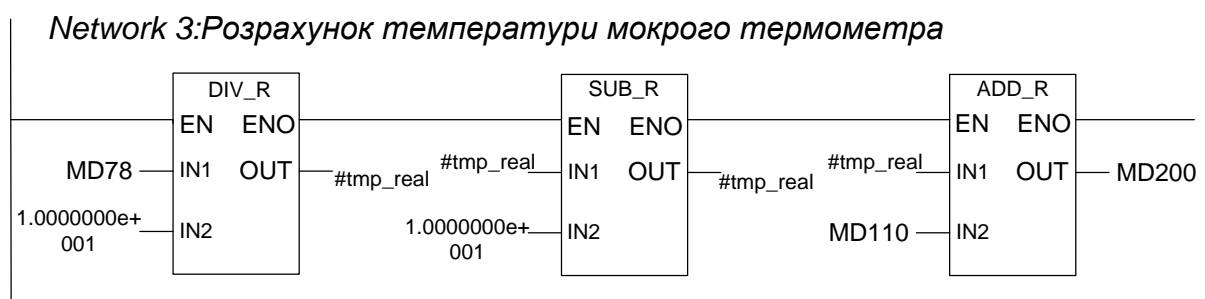 Network 3:Розрахунок температури мокрого термометра
DIV_R
SUB_R
ADD_R
EN ENO
EN ENO
EN ENO
MD78 IN1 OUT #tmp_real
#tmp_real IN1 OUT #tmp_real
#tmp_real IN1 OUT MD200
1.0000000e+
001
IN2
1.0000000e+
001
IN2
MD110 IN2